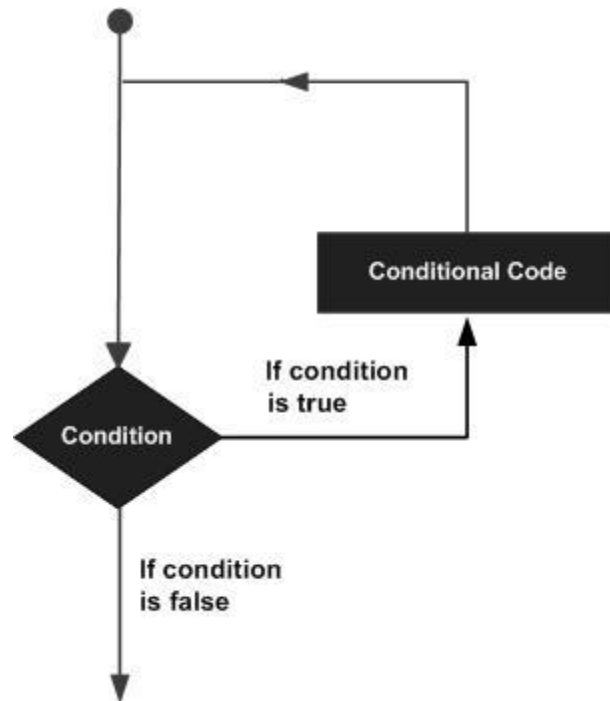 Conditional Code
If condition
is true
Condition
If condition
is false